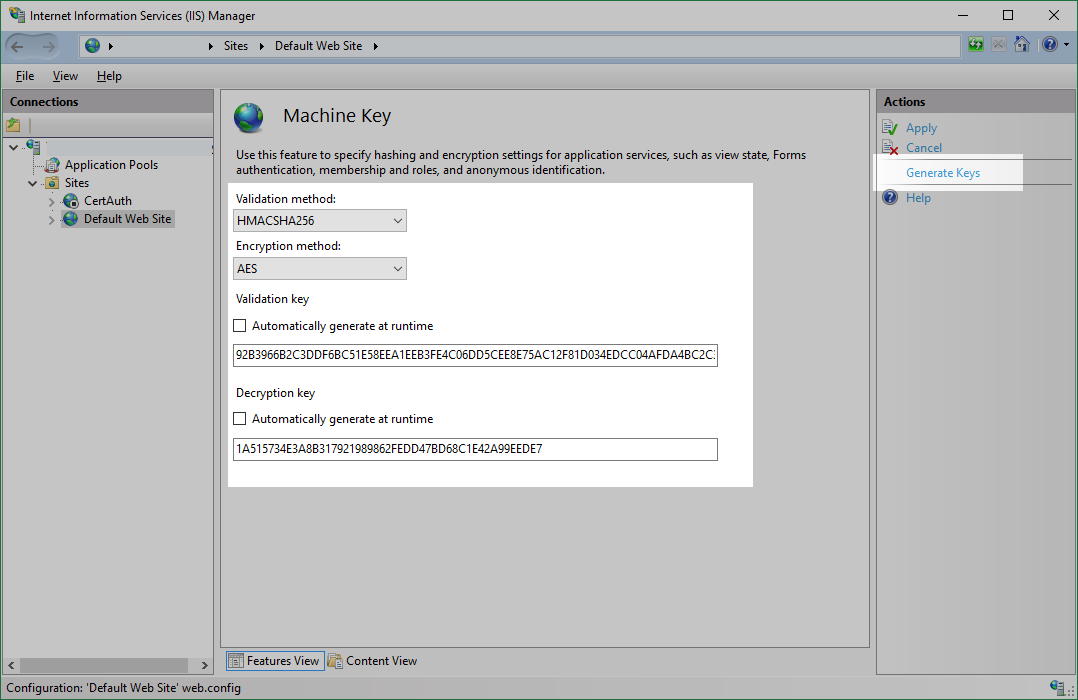 Internet Information Services (IIS) Manager
Sites Default Web Site
File View Help
Connections
Application Pools
Sites
CertAuth
Default Web Site
Machine Key
Use this feature to specify hashing and encryption settings for application services, such as view state, Forms
authentication, membership and roles, and anonymous identification.
Validation method:
HMACSHA256
Encryption method:
AES
Validation key
Automatically generate at runtime
92B3966B2C3DDF6BC51E58EEA1EEB3FE4C06DD5CEE8E75AC12F81D034EDCC04AFDA4BC2C3
Decryption key
Automatically generate at runtime
1A515734E3A8B317921989862FEDD47BD68C1E42A99EEDE7
Actions
Apply
Cancel
Generate Keys
Help
Features View Content View
Configuration: 'Default Web Site' web.config